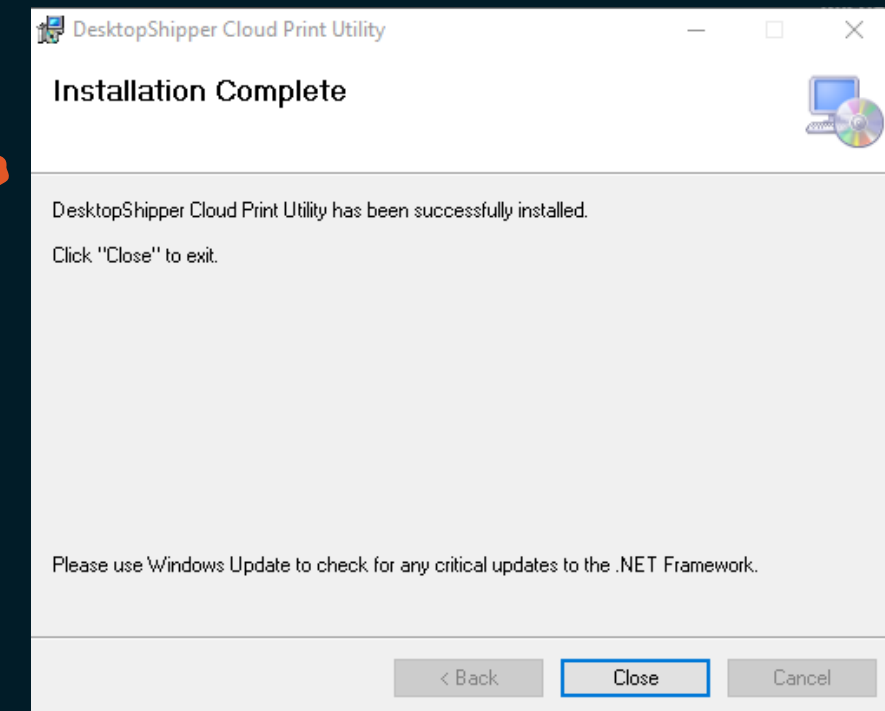 DesktopShipper Cloud Print Utility
Installation Complete
DesktopShipper Cloud Print Utility has been successfully installed.
Click "Close" to exit.
Please use Windows Update to check for any critical updates to the .NET Framework.
< Back Close Cancel